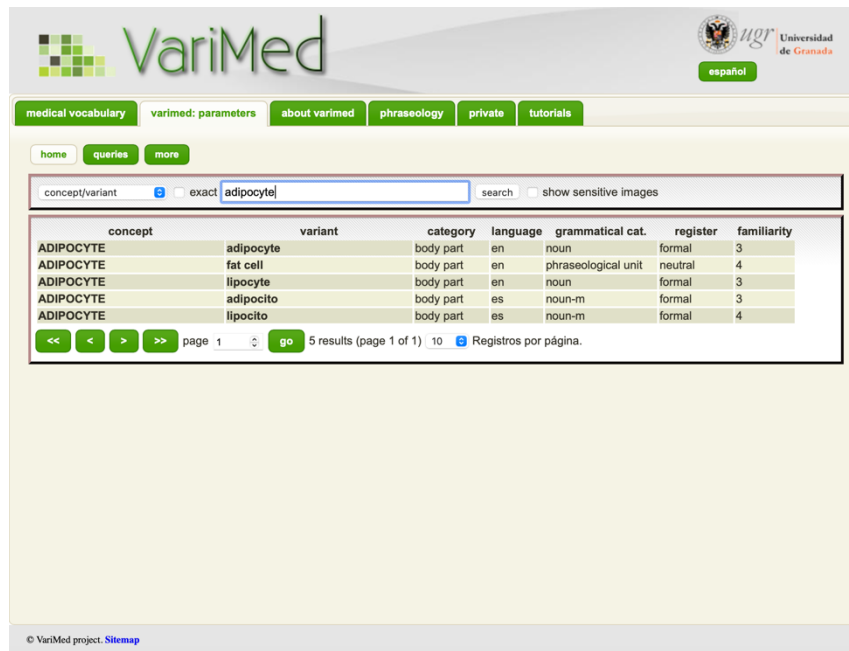 VariMed
ugr Universidad de Granada
español
medical vocabulary varimed: parameters about varimed phraseology private tutorials
home queries more
concept/variant exact adipocyte search show sensitive images
concept variant category language grammatical cat. register familiarity
ADIPOCYTE adipocyte body part en noun formal 3
ADIPOCYTE fat cell body part en phraseological unit neutral 4
ADIPOCYTE lipocyte body part en noun formal 3
ADIPOCYTE adipocito body part es noun-m formal 3
ADIPOCYTE lipocito body part es noun-m formal 4
<< < > >> page 1 go 5 results (page 1 of 1) 10 Registros por página.
© VariMed project. Sitemap